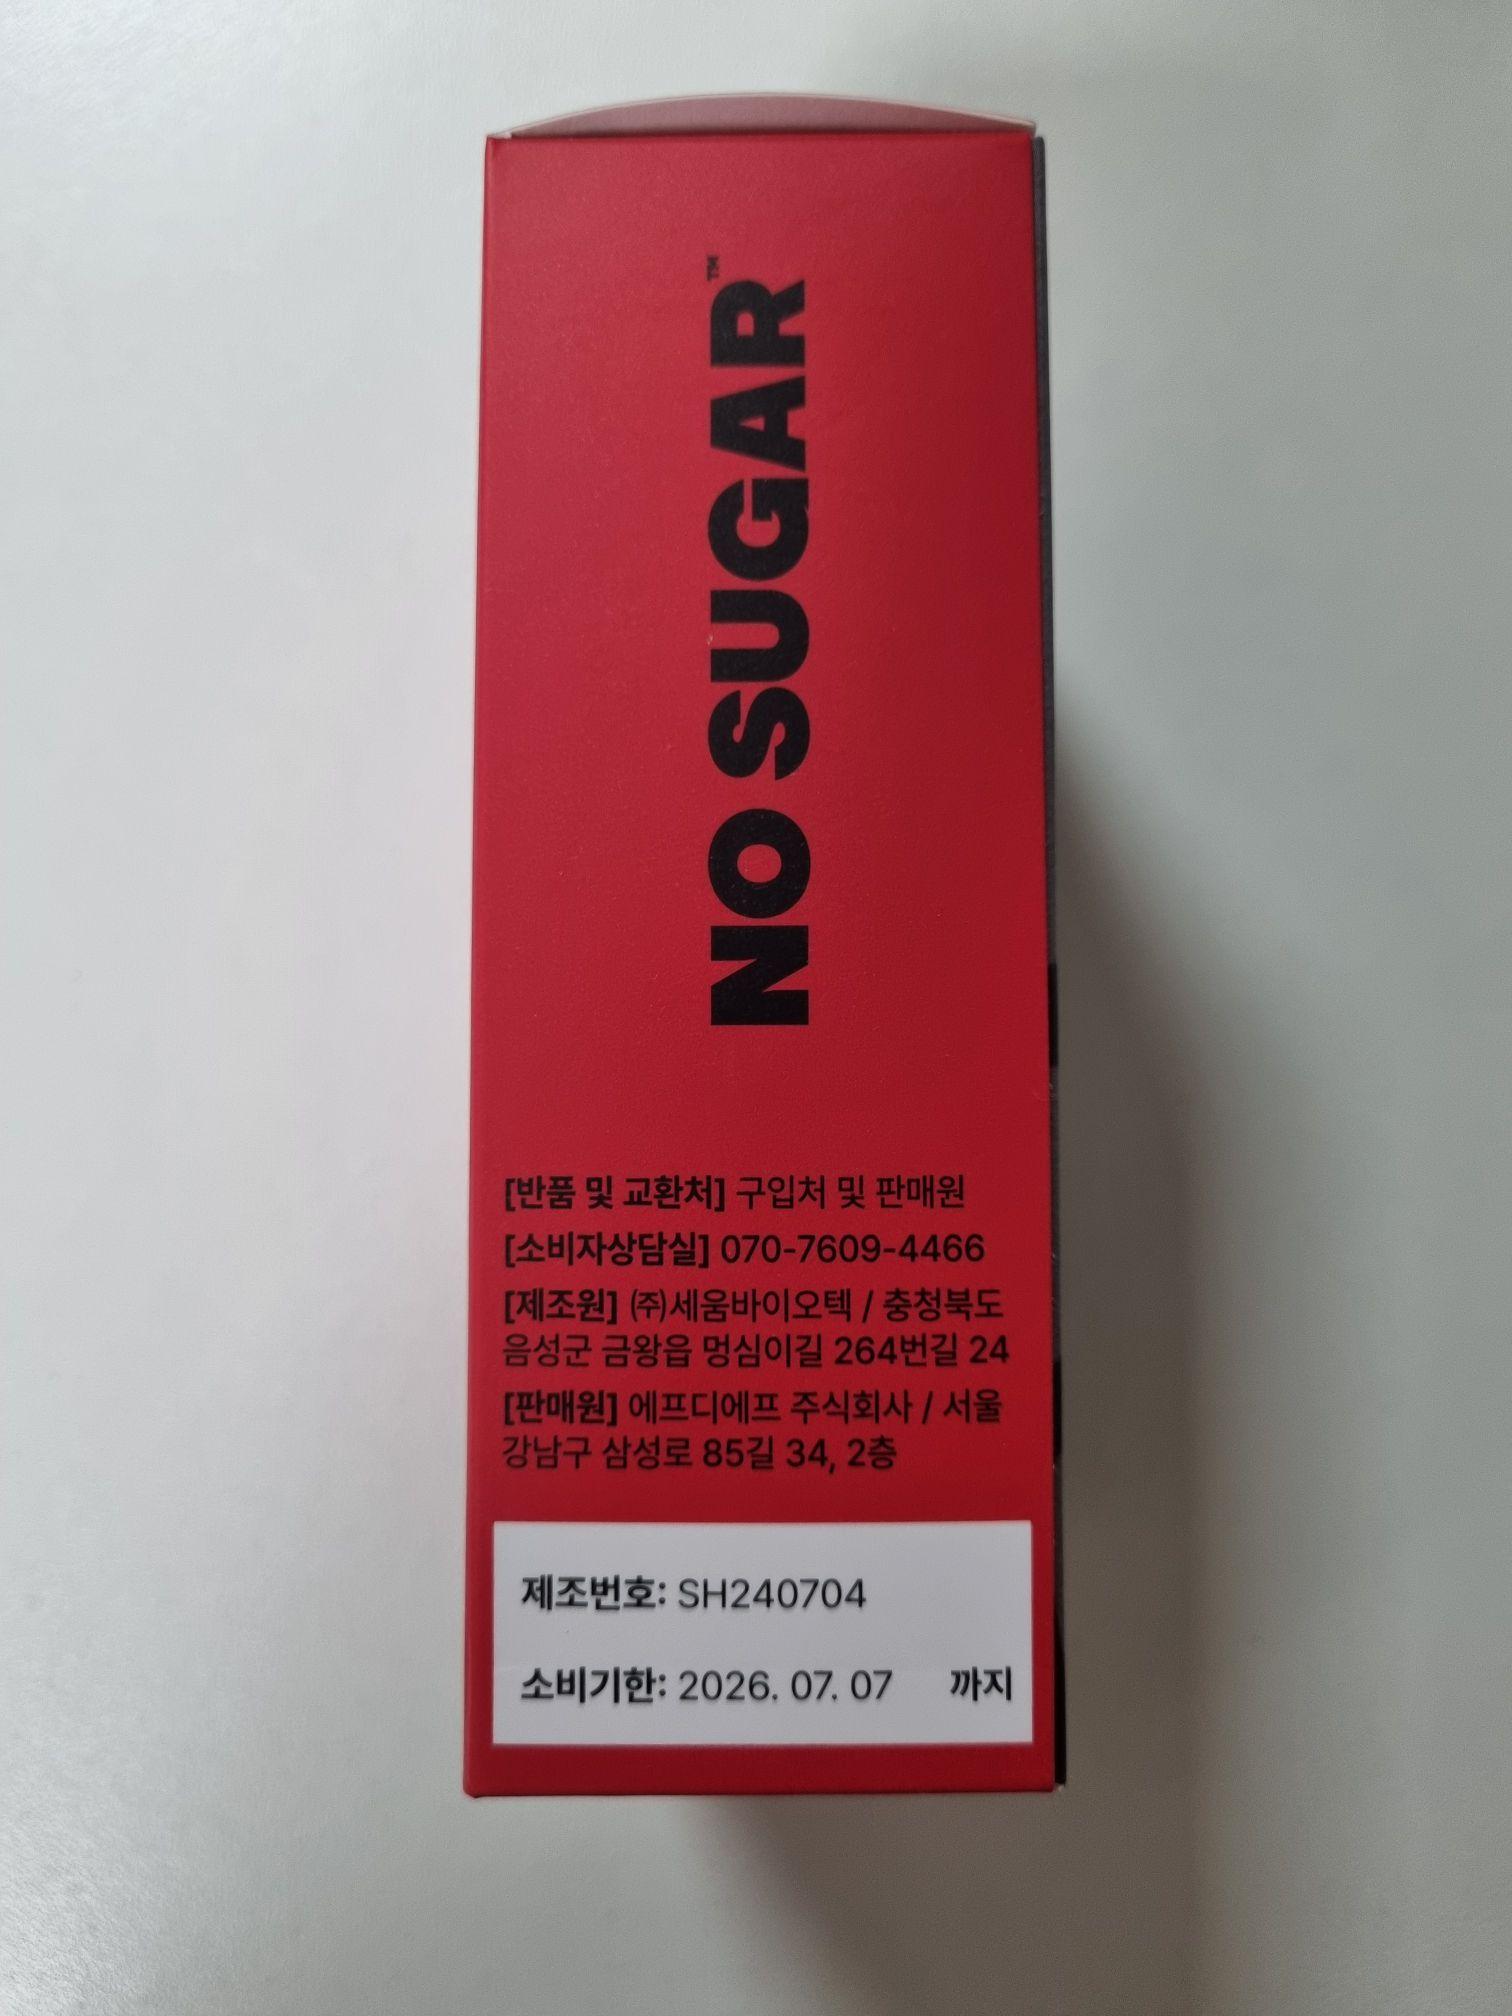 NO SUGAR™
[반품 및 교환처] 구입처 및 판매원
[소비자상담실] 070-7609-4466
[제조원] ㈜세움바이오텍 / 충청북도
음성군 금왕읍 멍심이길 264번길 24
[판매원] 에프디에프 주식회사 / 서울
강남구 삼성로 85길 34, 2층
제조번호: SH240704
소비기한: 2026. 07. 07 까지